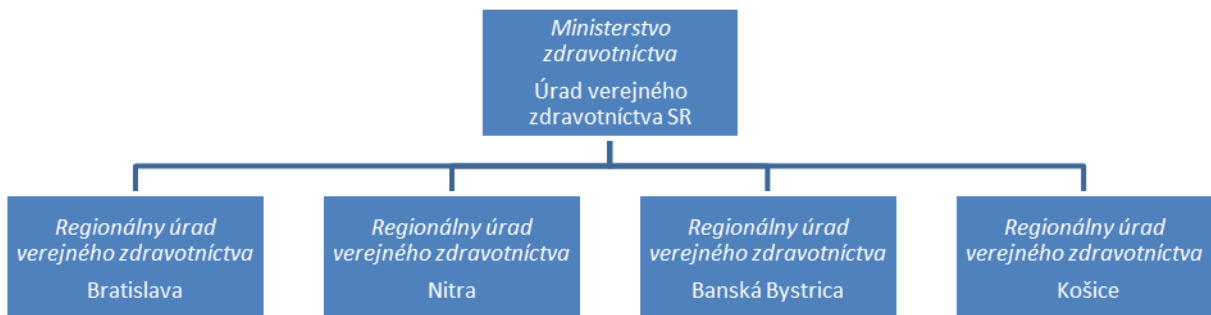 Ministerstvo
zdravotníctva
Úrad verejného
zdravotníctva SR
Regionálny úrad
verejného zdravotníctva
Bratislava
Regionálny úrad
verejného zdravotníctva
Nitra
Regionálny úrad
verejného zdravotníctva
Banská Bystrica
Regionálny úrad
verejného zdravotníctva
Košice